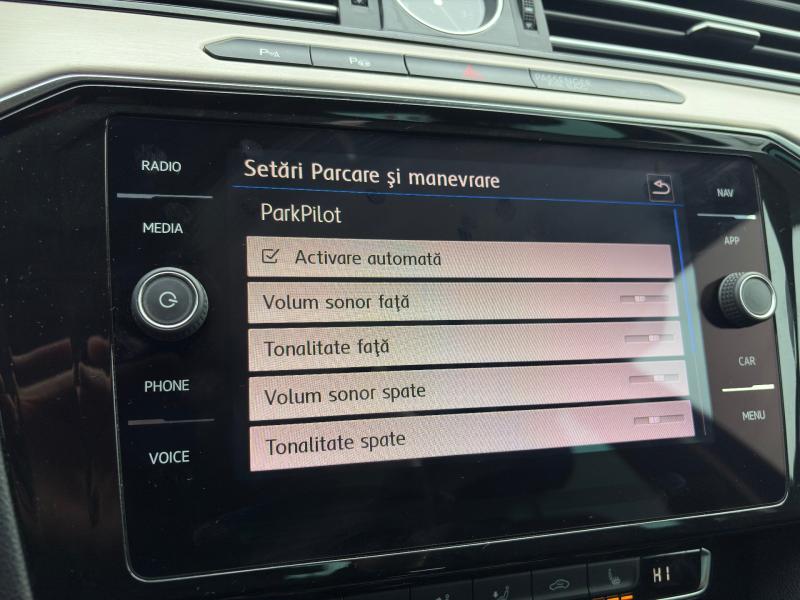 P
P
PASSENGER
RADIO
MEDIA
PHONE
VOICE
Setări Parcare şi manevrare
ParkPilot
Activare automată
Volum sonor faţă
Tonalitate faţă
Volum sonor spate
Tonalitate spate
NAV
APP
CAR
MENU
HI